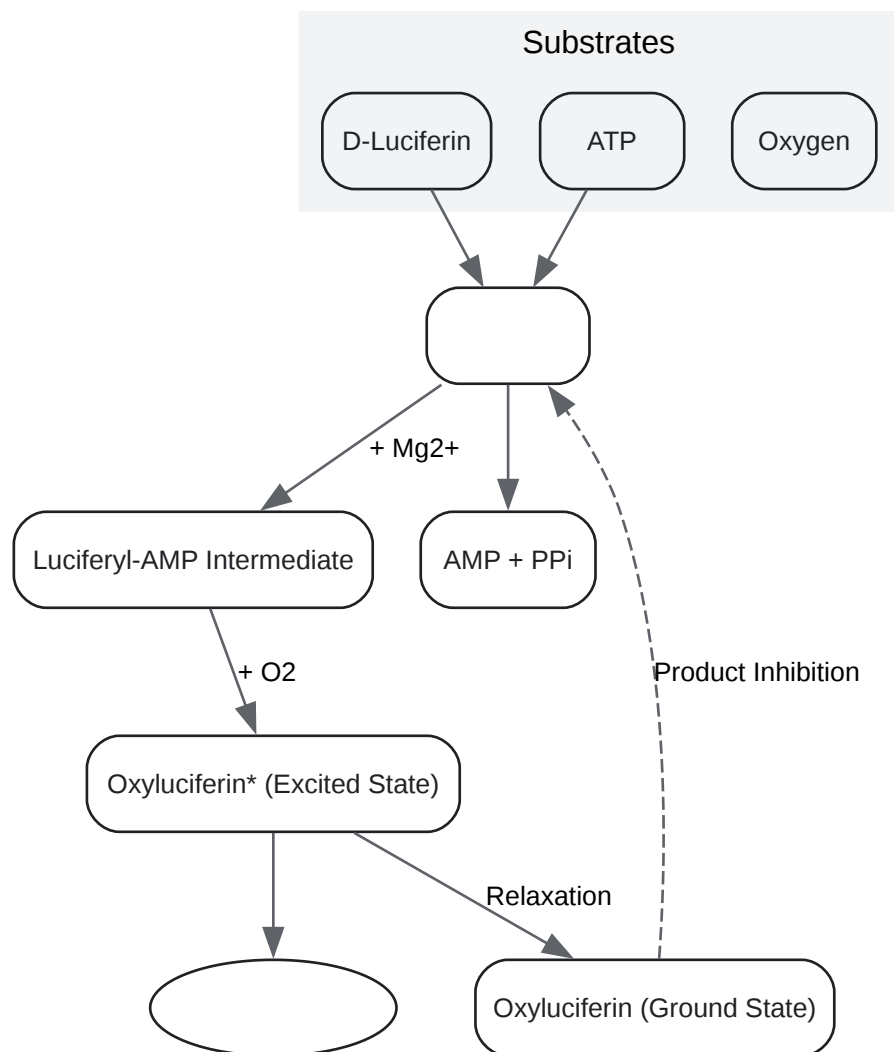 Substrates
D-Luciferin
ATP
Oxygen
+ Mg2+
Luciferyl-AMP Intermediate
AMP + PPi
+ O2
Product Inhibition
Oxyluciferin* (Excited State)
Relaxation
Oxyluciferin (Ground State)